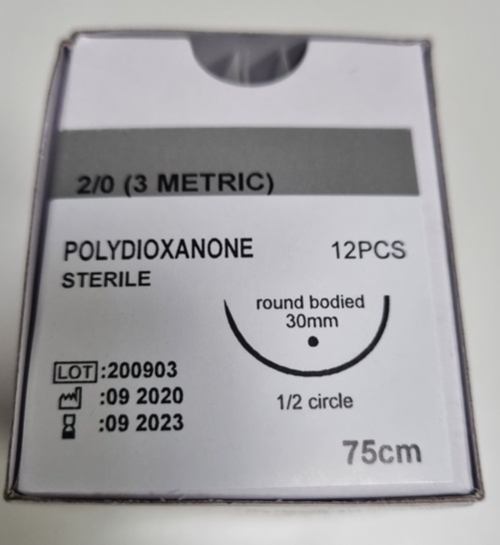 2/0 (3 METRIC)
POLYDIOXANONE 12PCS
STERILE
round bodied
30mm
LOT :200903
:09 2020
1/2 circle
:09 2023
75cm